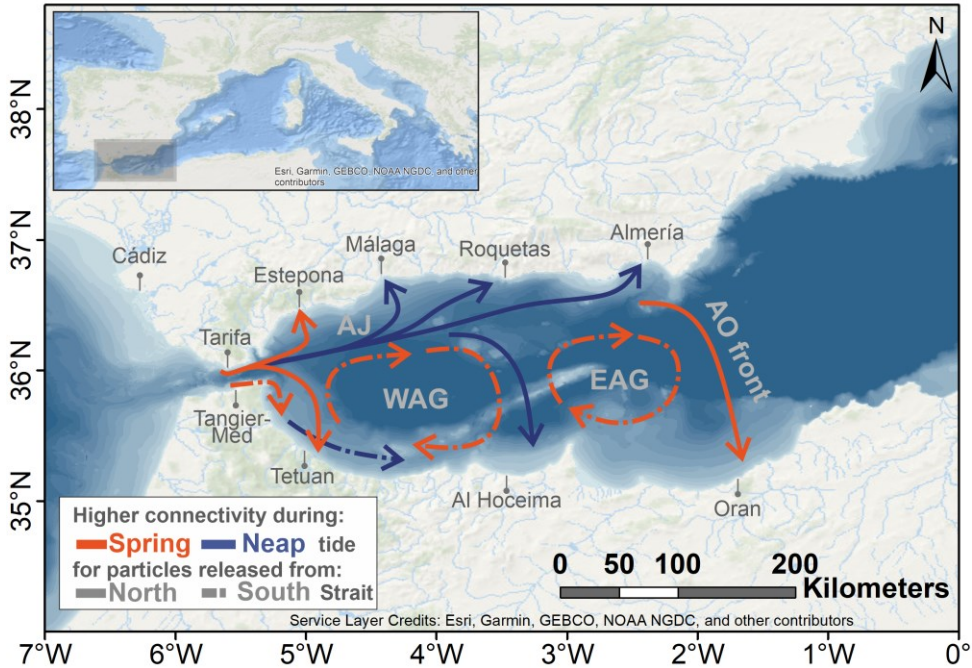 N
Esri, Garmin, GEBCO, NOAA NGDC, and other
contributors
38°N
37°N
36°N
35°N
Cádiz
Estepona
Málaga
Roquetas
Almería
Tarifa
AJ
AO front
WAG
EAG
Tangier-
Med
Tetuan
Al Hoceima
Oran
Higher connectivity during:
Spring Neap tide
for particles released from:
North South Strait
0 50 100 200
Kilometers
Service Layer Credits: Esri, Garmin, GEBCO, NOAA NGDC, and other contributors
7°W 6°W 5°W 4°W 3°W 2°W 1°W 0°